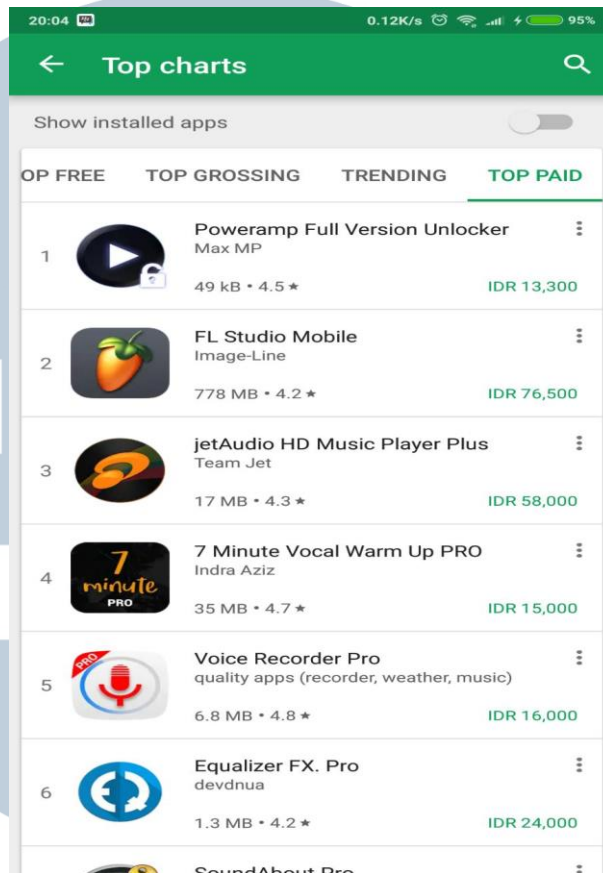 20:04 0.12K/s 95%
Top charts
Show installed apps
OP FREE TOP GROSSING TRENDING TOP PAID
1
Poweramp Full Version Unlocker
Max MP
49 kB • 4.5 ★ IDR 13,300
2
FL Studio Mobile
Image-Line
778 MB • 4.2 ★ IDR 76,500
3
jetAudio HD Music Player Plus
Team Jet
17 MB • 4.3 ★ IDR 58,000
4
7
minute
PRO
7 Minute Vocal Warm Up PRO
Indra Aziz
35 MB • 4.7 ★ IDR 15,000
5
PRO
Voice Recorder Pro
quality apps (recorder, weather, music)
6.8 MB • 4.8 ★ IDR 16,000
6
EQ
Equalizer FX. Pro
devdnua
1.3 MB • 4.2 ★ IDR 24,000
SoundAbout Pro